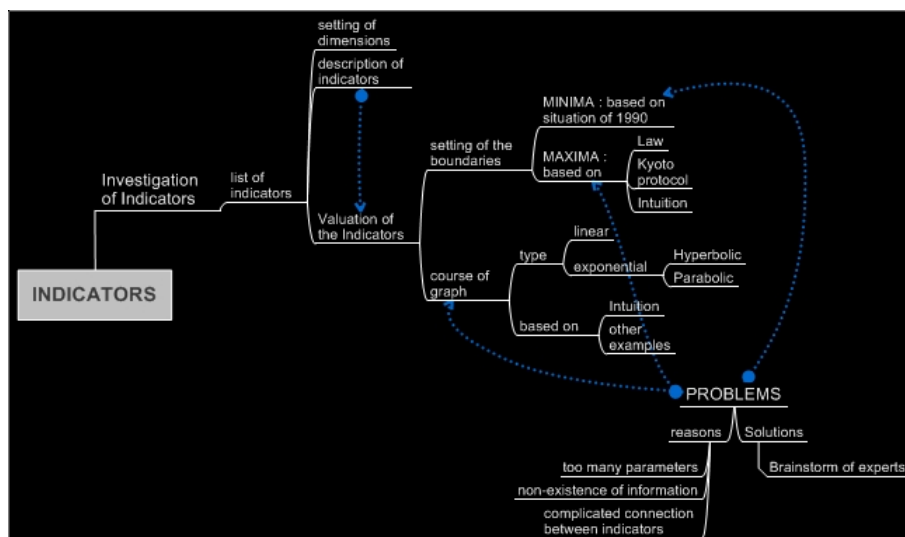 INDICATORS
Investigation
of Indicators
list of
indicators
setting of
dimensions
description of
indicators
Valuation of
the Indicators
setting of the
boundaries
MINIMA : based on
situation of 1990
MAXIMA :
based on
Law
Kyoto
protocol
Intuition
course of
graph
type
linear
exponential
Hyperbolic
Parabolic
based on
Intuition
other
examples
PROBLEMS
reasons
too many parameters
non-existence of information
complicated connection
between indicators
Solutions
Brainstorm of experts